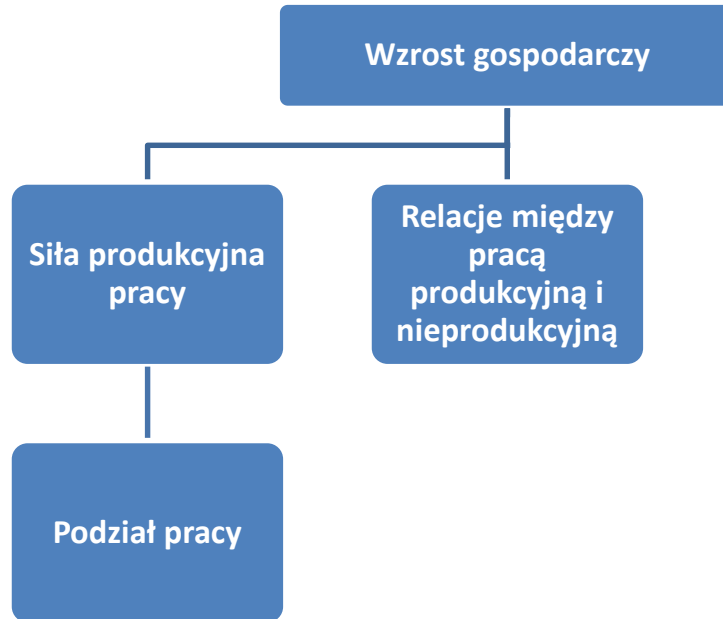 Wzrost gospodarczy
Siła produkcyjna
pracy
Relacje między
pracą
produkcyjną i
nieprodukcyjną
Podział pracy